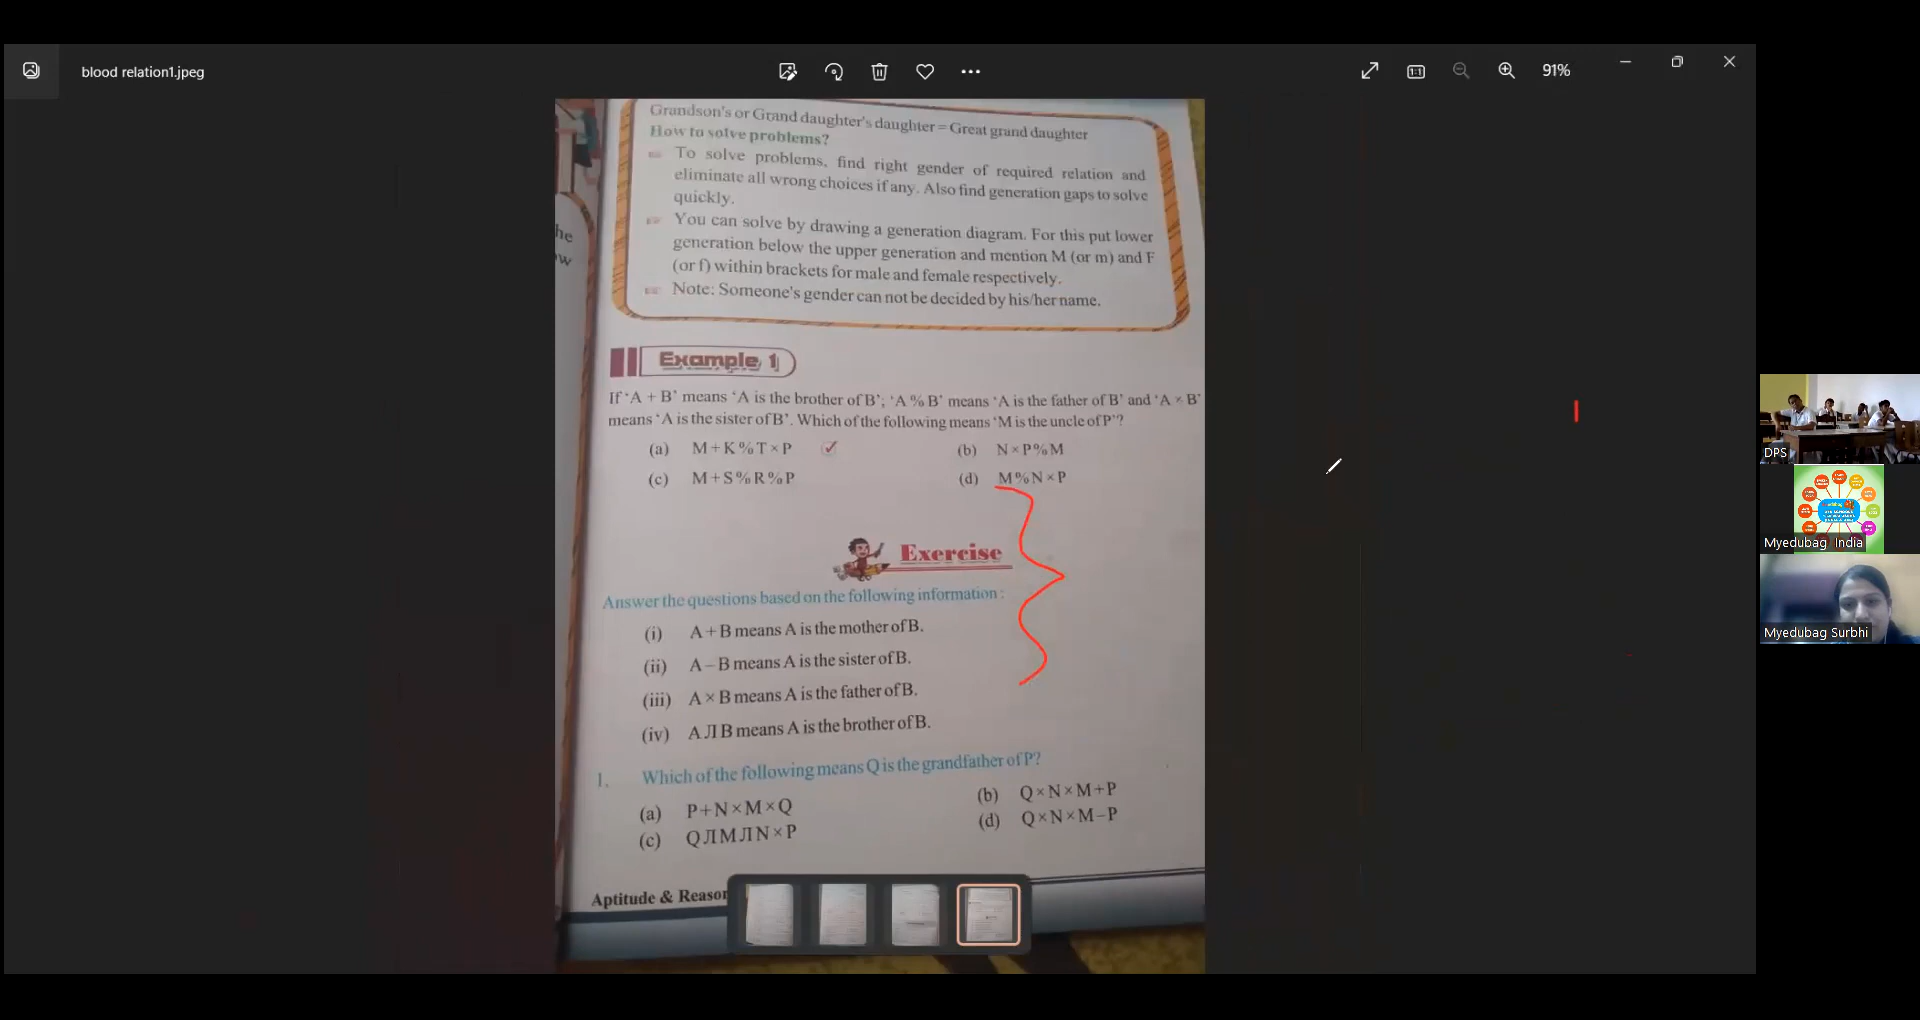 blood relation1.jpeg
91%
Grandson's or Grand daughter's daughter = Great grand daughter
How to solve problems?
To solve problems, find right gender of required relation and
eliminate all wrong choices if any. Also find generation gaps to solve
quickly.
You can solve by drawing a generation diagram. For this put lower
generation below the upper generation and mention M (or m) and F
(or f) within brackets for male and female respectively.
Note: Someone's gender can not be decided by his/her name.
he
w
Example 1
If 'A + B' means 'A is the brother of B'; 'A % B' means 'A is the father of B' and 'A × B'
means 'A is the sister of B'. Which of the following means 'M is the uncle of P'?
(a) M+K%T×P (b) N×P%M
(c) M+S%R%P (d) M%N×P
Exercise
Answer the questions based on the following information :
(i) A + B means A is the mother of B.
(ii) A – B means A is the sister of B.
(iii) A × B means A is the father of B.
(iv) A Л B means A is the brother of B.
1. Which of the following means Q is the grandfather of P?
(a) P+N×M×Q (b) Q×N×M+P
(c) QЛMЛN×P (d) Q×N×M–P
Aptitude & Reason
DPS
Myedubag India
Myedubag Surbhi